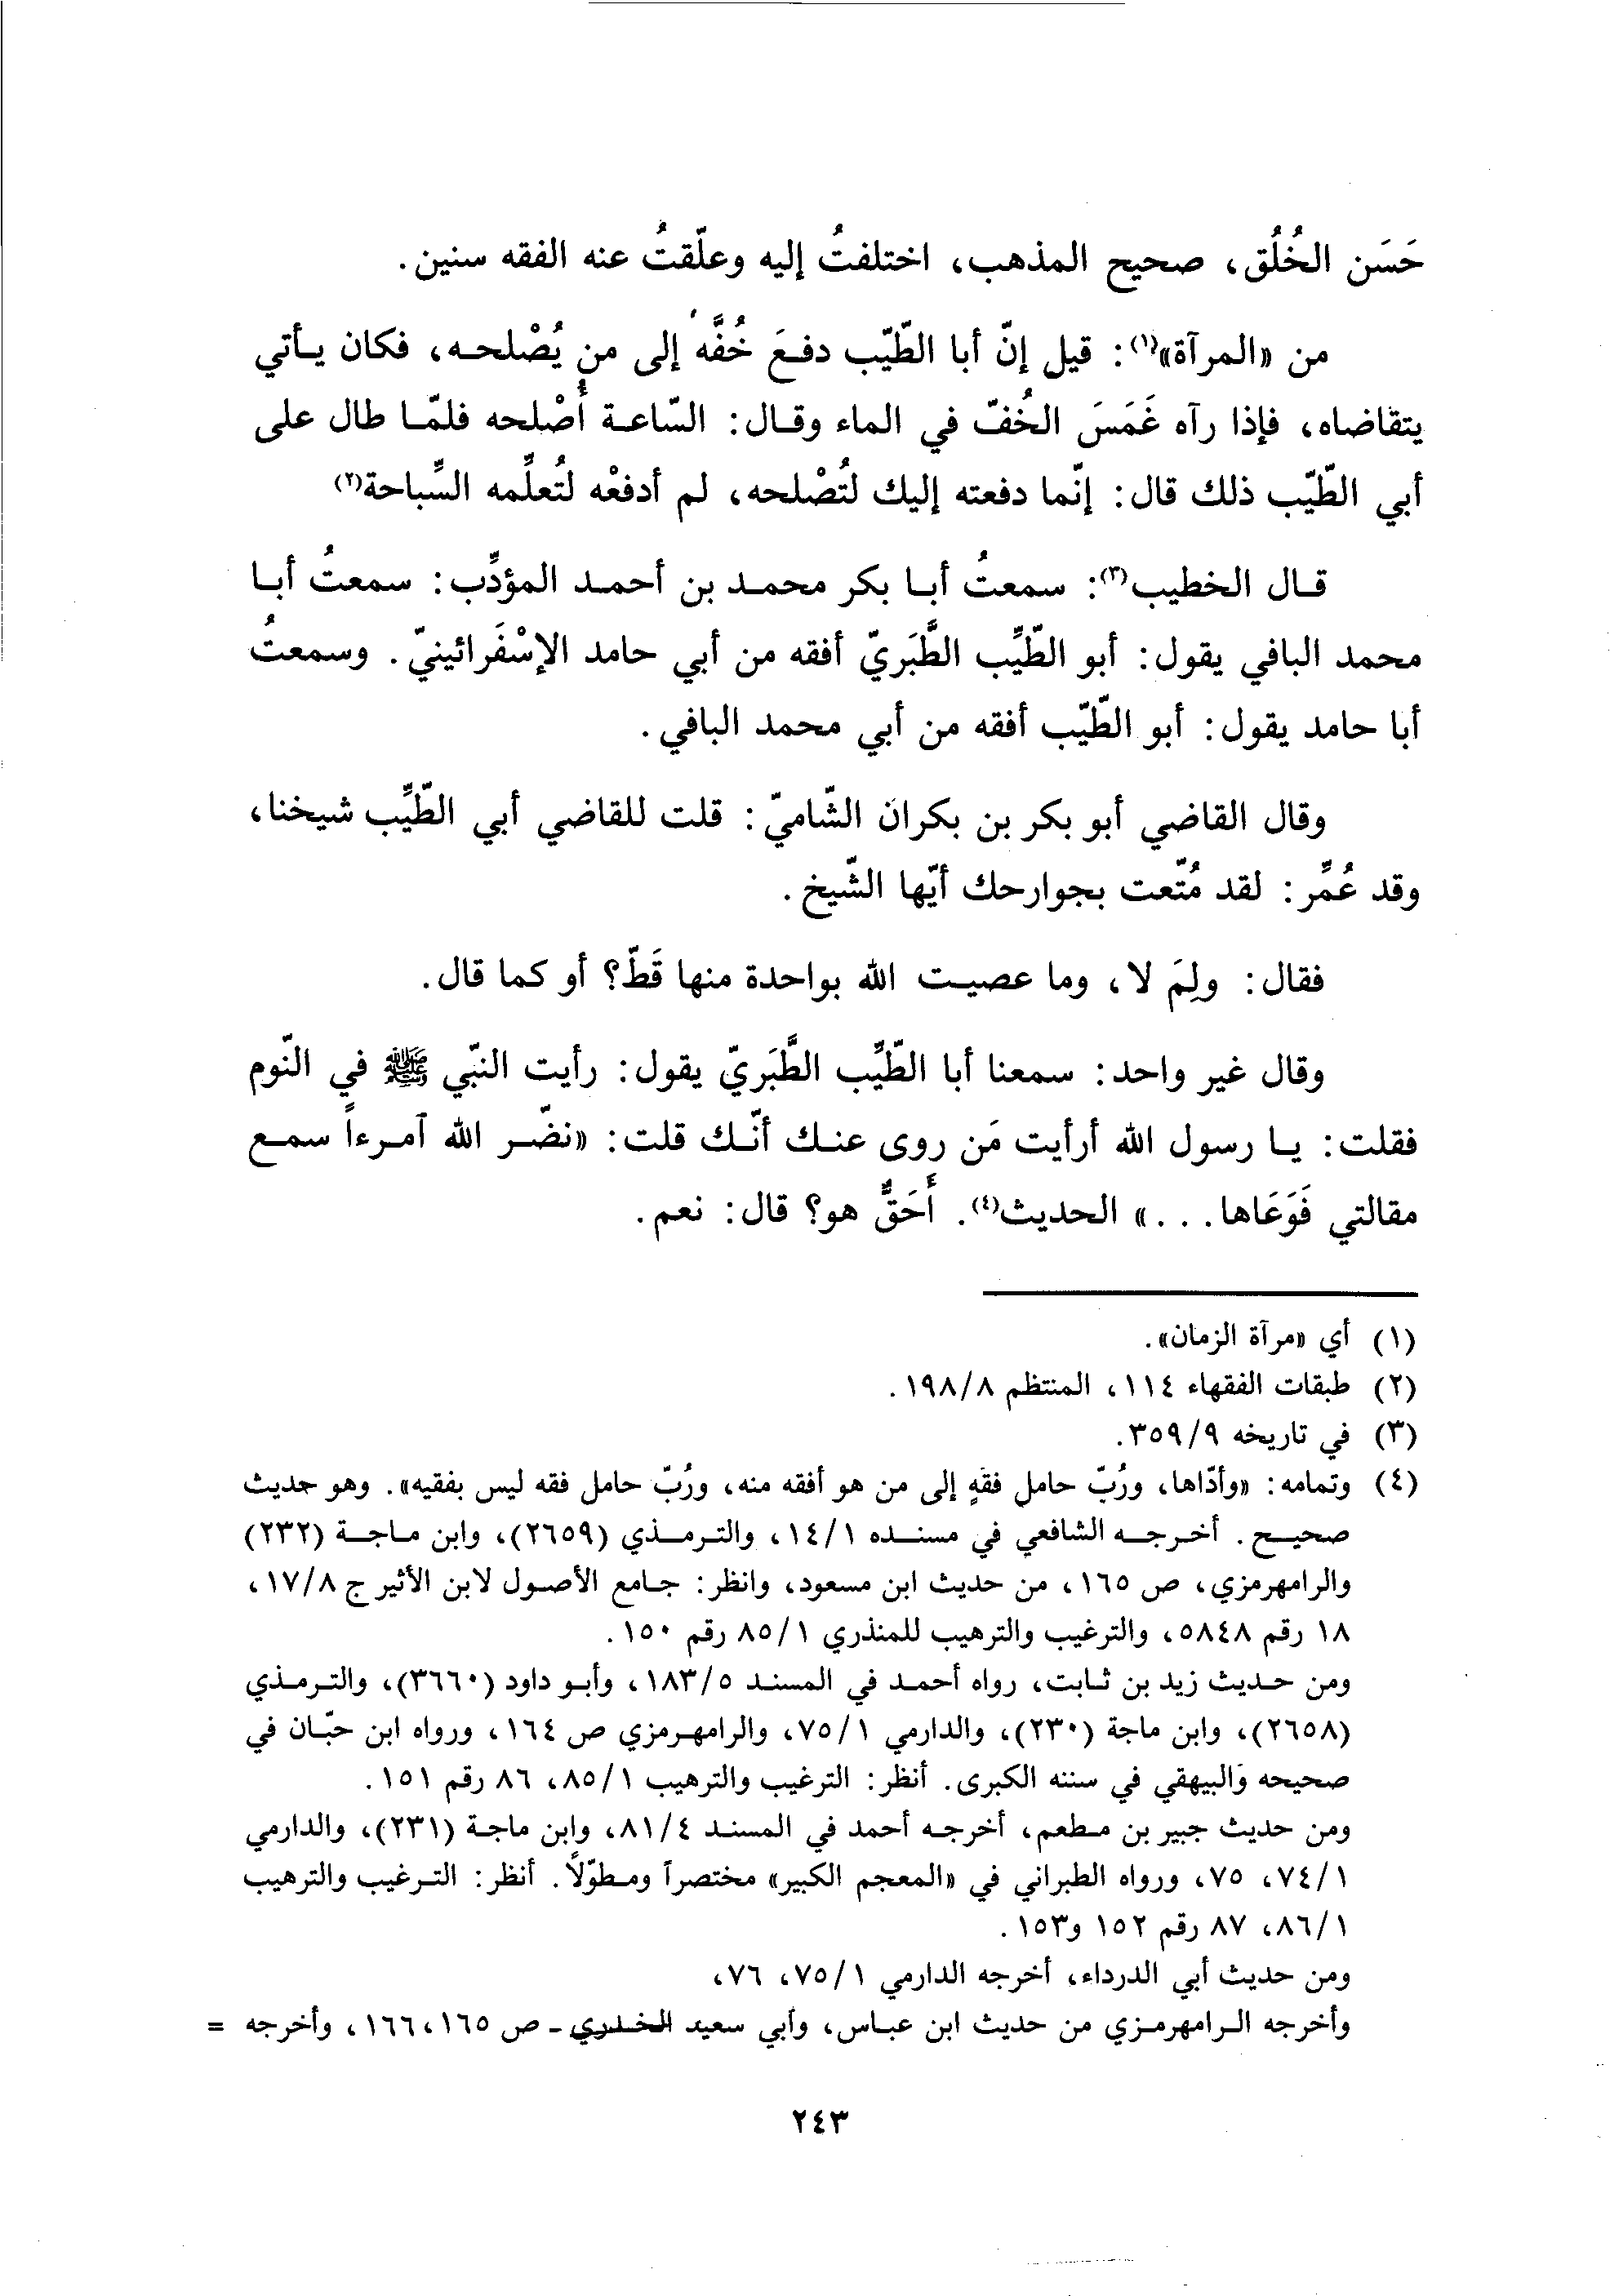 حَسَن الخُلُق، صحيح المذهب، اختلفتُ إليه وعلّقتُ عنه الفقه سنين.
من «المرآة»(١): قيل إنّ أبا الطّيّب دفعَ خُفَّه إلى من يُصْلحه، فكان يأتي
يتقاضاه، فإذا رآه غَمَسَ الخُفّ في الماء وقال: السّاعة أُصْلحه فلمّا طال على
أبي الطّيّب ذلك قال: إنّما دفعته إليك لتُصْلحه، لم أدفعْه لتُعلِّمه السِّباحة(٢)
قال الخطيب(٣): سمعتُ أبا بكر محمد بن أحمد المؤدِّب: سمعتُ أبا
محمد البافي يقول: أبو الطّيِّب الطَّبَريّ أفقه من أبي حامد الإسْفَرائينيّ. وسمعتُ
أبا حامد يقول: أبو الطّيّب أفقه من أبي محمد البافي.
وقال القاضي أبو بكر بن بكران الشّاميّ: قلت للقاضي أبي الطّيِّب شيخنا،
وقد عُمِّر: لقد مُتّعت بجوارحك أيّها الشّيخ.
فقال: ولِمَ لا، وما عصيت الله بواحدة منها قَطّ؟ أو كما قال.
وقال غير واحد: سمعنا أبا الطّيِّب الطَّبَريّ يقول: رأيت النبّي ﷺ في النّوم
فقلت: يا رسول الله أرأيت مَن روى عنك أنّك قلت: «نضّر الله آمرءاً سمع
مقالتي فَوَعَاها. . .» الحديث(٤). أَحَقٌّ هو؟ قال: نعم.
(١) أي «مرآة الزمان».
(٢) طبقات الفقهاء ١١٤، المنتظم ١٩٨/٨.
(٣) في تاريخه ٣٥٩/٩.
(٤) وتمامه: «وأدّاها، ورُبّ حامل فقهٍ إلى من هو أفقه منه، ورُبّ حامل فقه ليس بفقيه». وهو حديث
صحيح. أخرجه الشافعي في مسنده ١٤/١، والترمذي (٢٦٥٩)، وابن ماجة (٢٣٢)
والرامهرمزي، ص ١٦٥، من حديث ابن مسعود، وانظر: جامع الأصول لابن الأثير ج ١٧/٨،
١٨ رقم ٥٨٤٨، والترغيب والترهيب للمنذري ٨٥/١ رقم ١٥٠.
ومن حديث زيد بن ثابت، رواه أحمد في المسند ١٨٣/٥، وأبو داود (٣٦٦٠)، والترمذي
(٢٦٥٨)، وابن ماجة (٢٣٠)، والدارمي ٧٥/١، والرامهرمزي ص ١٦٤، ورواه ابن حبّان في
صحيحه والبيهقي في سننه الكبرى. أنظر: الترغيب والترهيب ٨٥/١، ٨٦ رقم ١٥١.
ومن حديث جبير بن مطعم، أخرجه أحمد في المسند ٨١/٤، وابن ماجة (٢٣١)، والدارمي
٧٤/١، ٧٥، ورواه الطبراني في «المعجم الكبير» مختصراً ومطوّلاً. أنظر: الترغيب والترهيب
٨٦/١، ٨٧ رقم ١٥٢ و١٥٣.
ومن حديث أبي الدرداء، أخرجه الدارمي ٧٥/١، ٧٦،
وأخرجه الرامهرمزي من حديث ابن عباس، وأبي سعيد الخدري - ص ١٦٥،١٦٦، وأخرجه =
٢٤٣